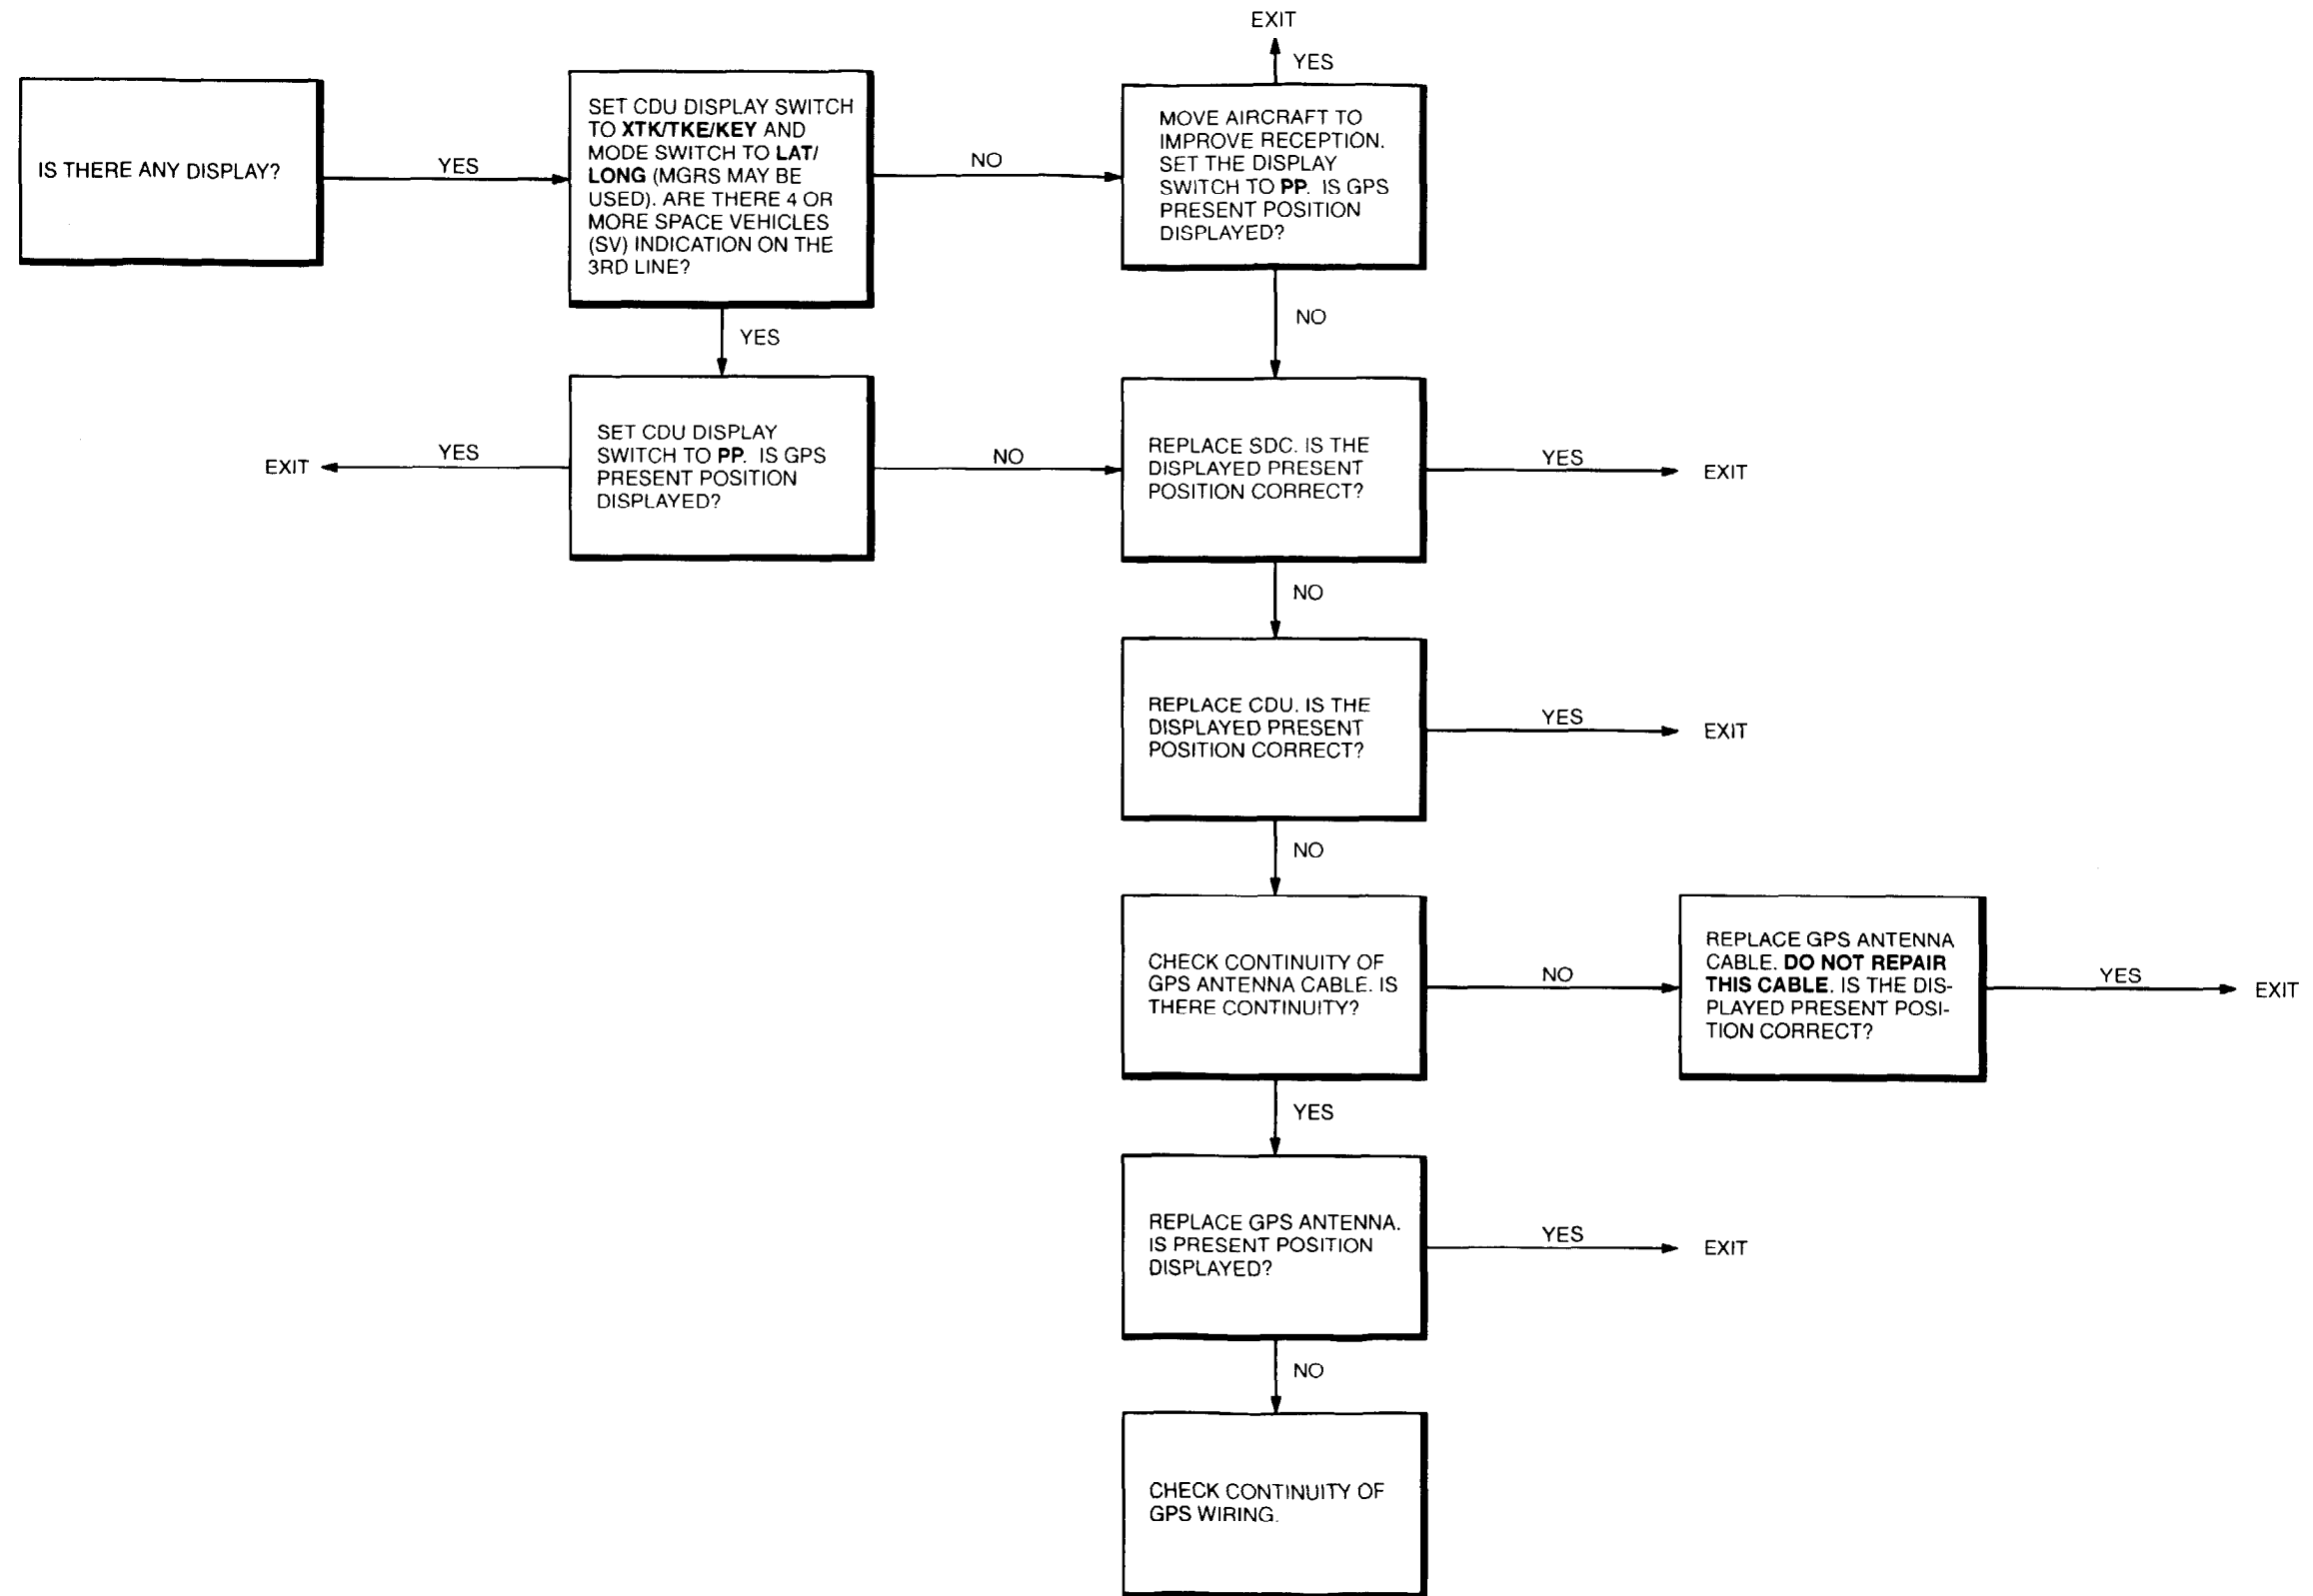 EXIT
YES
IS THERE ANY DISPLAY?
YES
SET CDU DISPLAY SWITCH
TO XTK/TKE/KEY AND
MODE SWITCH TO LAT/
LONG (MGRS MAY BE
USED). ARE THERE 4 OR
MORE SPACE VEHICLES
(SV) INDICATION ON THE
3RD LINE?
NO
MOVE AIRCRAFT TO
IMPROVE RECEPTION.
SET THE DISPLAY
SWITCH TO PP. IS GPS
PRESENT POSITION
DISPLAYED?
YES
NO
EXIT
YES
SET CDU DISPLAY
SWITCH TO PP. IS GPS
PRESENT POSITION
DISPLAYED?
NO
REPLACE SDC. IS THE
DISPLAYED PRESENT
POSITION CORRECT?
YES
EXIT
NO
REPLACE CDU. IS THE
DISPLAYED PRESENT
POSITION CORRECT?
YES
EXIT
NO
CHECK CONTINUITY OF
GPS ANTENNA CABLE. IS
THERE CONTINUITY?
NO
REPLACE GPS ANTENNA
CABLE. DO NOT REPAIR
THIS CABLE. IS THE DIS-
PLAYED PRESENT POSI-
TION CORRECT?
YES
EXIT
YES
REPLACE GPS ANTENNA.
IS PRESENT POSITION
DISPLAYED?
YES
EXIT
NO
CHECK CONTINUITY OF
GPS WIRING.